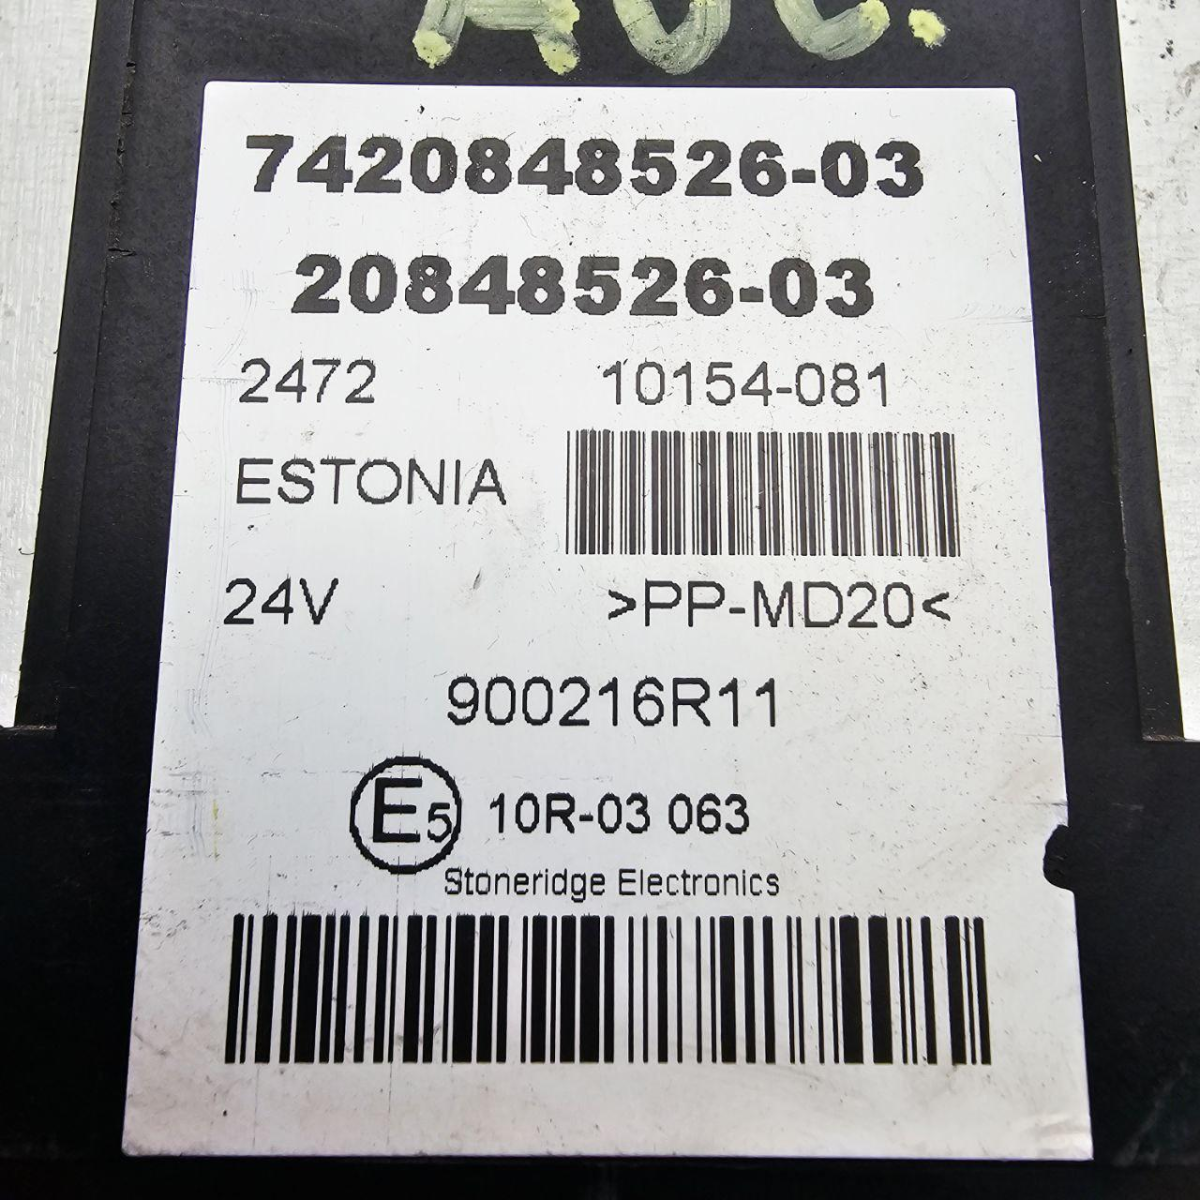 7420848526-03
20848526-03
2472 10154-081
ESTONIA
24V >PP-MD20<
900216R11
E5 10R-03 063
Stoneridge Electronics